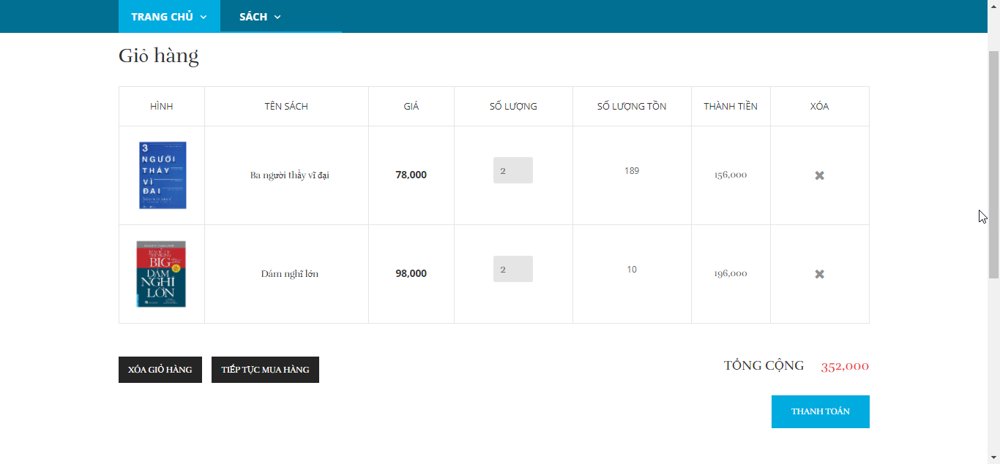 TRANG CHỦ SÁCH
Giỏ hàng
HÌNH TÊN SÁCH GIÁ SỐ LƯỢNG SỐ LƯỢNG TỒN THÀNH TIỀN XÓA
3
NGƯỜI
THẦY
VĨ
ĐẠI
Ba người thầy vĩ đại 78,000 2 189 156,000
BIG
DÁM
NGHĨ
LỚN
Dám nghĩ lớn 98,000 2 10 196,000
XÓA GIỎ HÀNG TIẾP TỤC MUA HÀNG TỔNG CỘNG 352,000
THANH TOÁN